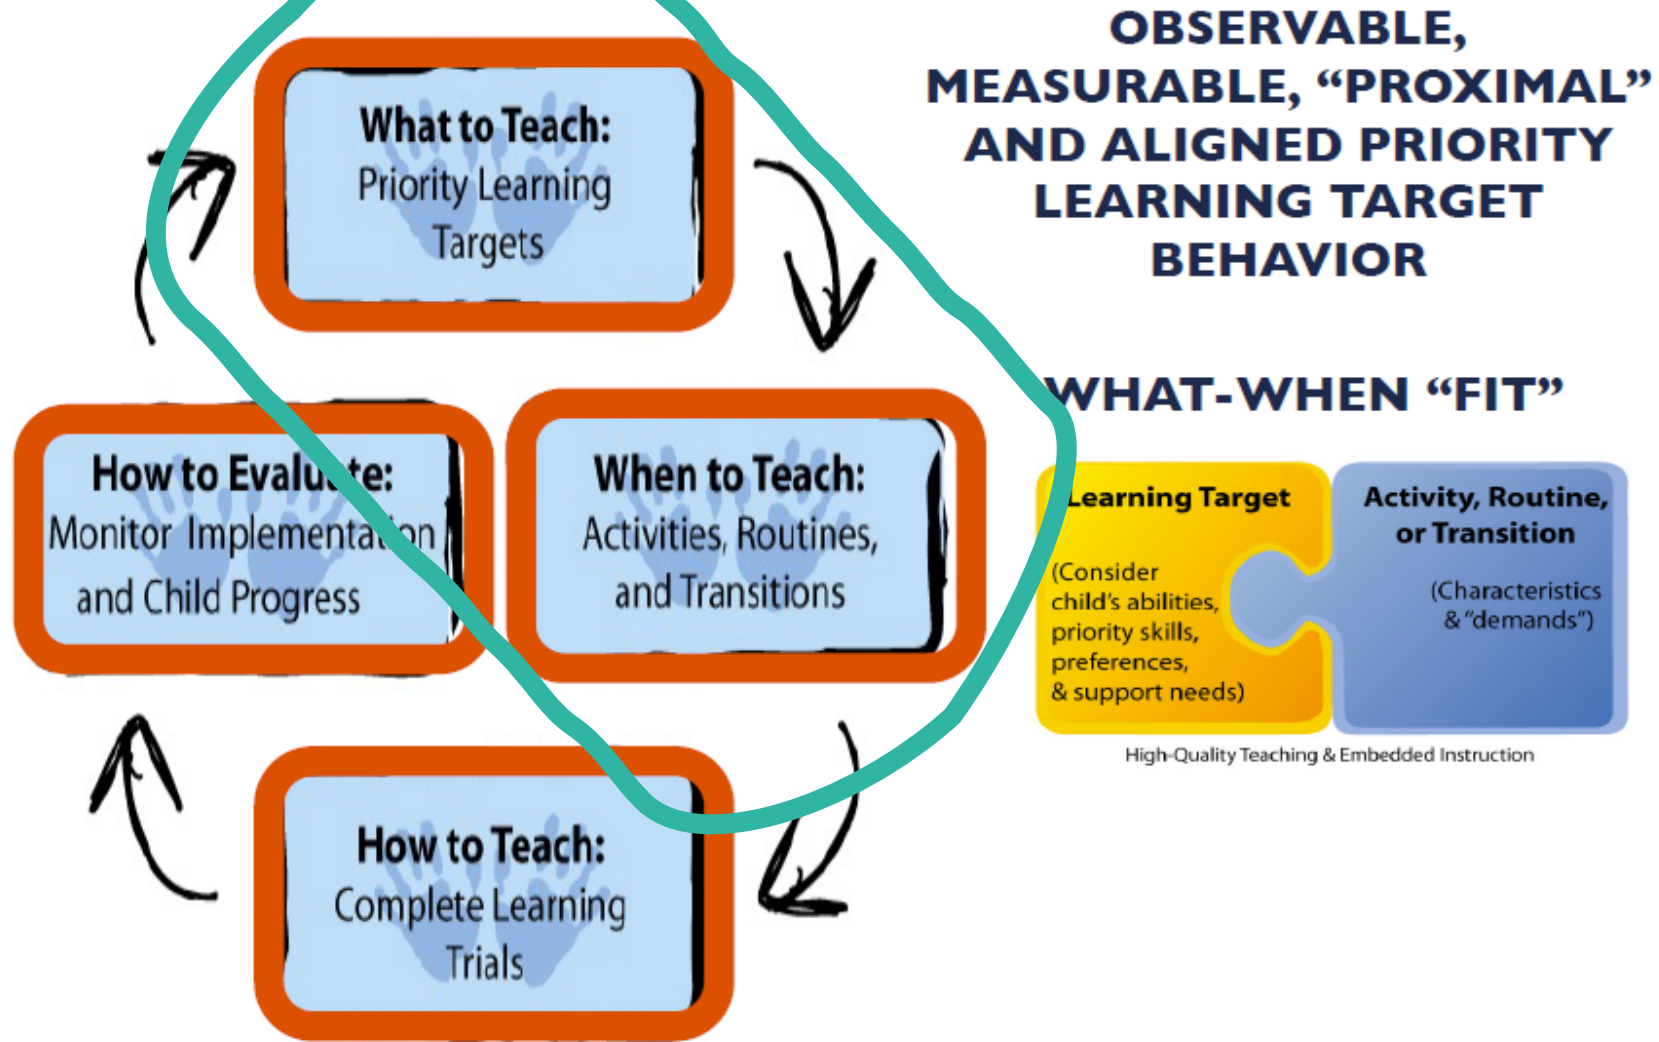 What to Teach:
Priority Learning
Targets
How to Evaluate:
Monitor Implementation
and Child Progress
When to Teach:
Activities, Routines,
and Transitions
How to Teach:
Complete Learning
Trials
OBSERVABLE,
MEASURABLE, “PROXIMAL”
AND ALIGNED PRIORITY
LEARNING TARGET
BEHAVIOR
WHAT-WHEN “FIT”
Learning Target
(Consider
child’s abilities,
priority skills,
preferences,
& support needs)
Activity, Routine,
or Transition
(Characteristics
& “demands”)
High-Quality Teaching & Embedded Instruction